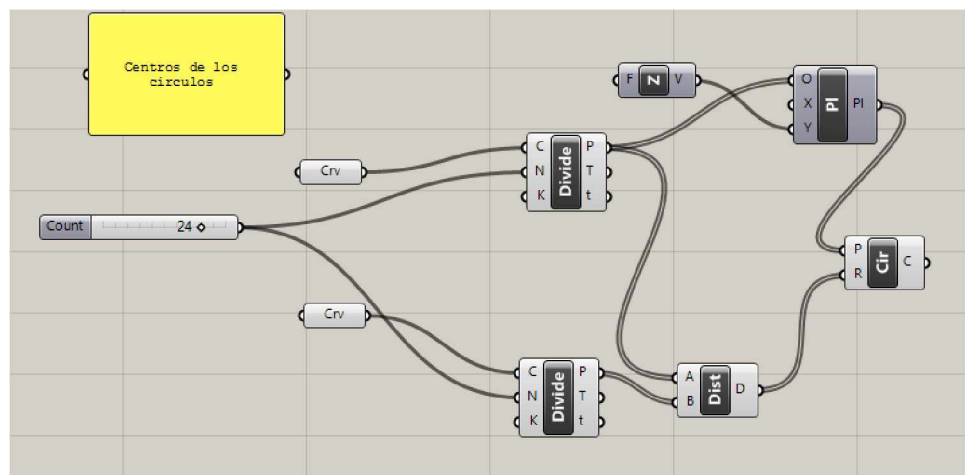 Centros de los
circulos
F Z V
O
X Pl Pl
Y
Crv
C P
N Divide T
K t
Count 24
P Cir C
R
Crv
C P
N Divide T
K t
A Dist D
B